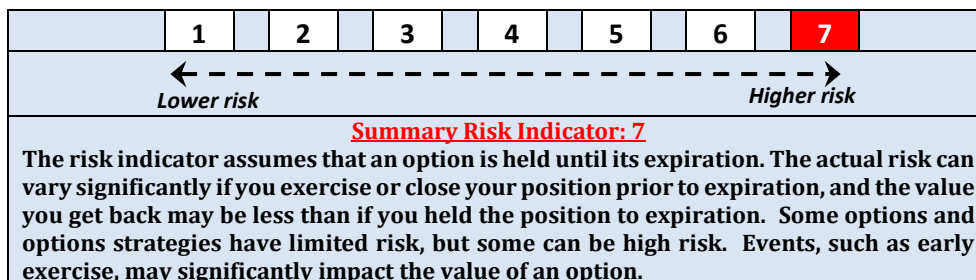 1 2 3 4 5 6 7
Lower risk Higher risk
Summary Risk Indicator: 7
The risk indicator assumes that an option is held until its expiration. The actual risk can
vary significantly if you exercise or close your position prior to expiration, and the value
you get back may be less than if you held the position to expiration. Some options and
options strategies have limited risk, but some can be high risk. Events, such as early
exercise, may significantly impact the value of an option.